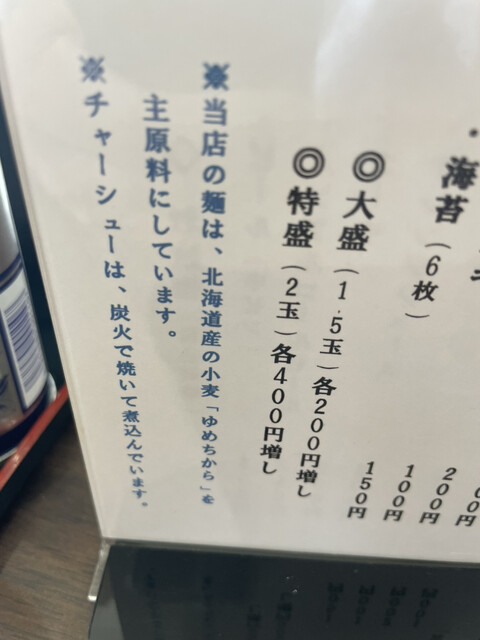 海苔(6枚)
200円
100円
150円
◎大盛(1.5玉)各200円増し
◎特盛(2玉)各400円増し
※当店の麺は、北海道産の小麦「ゆめちから」を
主原料にしています。
※チャーシューは、炭火で焼いて煮込んでいます。